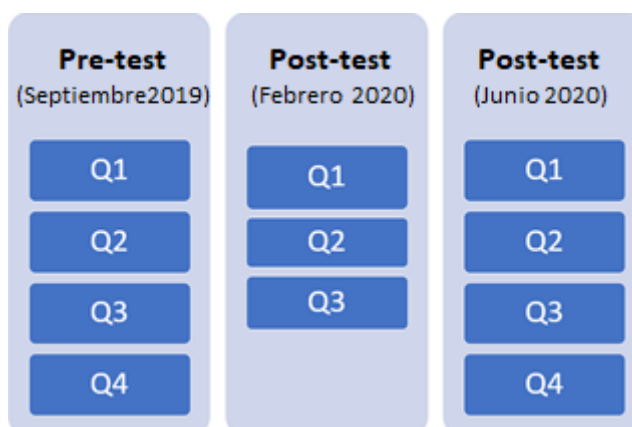 Pre-test
(Septiembre2019)
Q1
Q2
Q3
Q4
Post-test
(Febrero 2020)
Q1
Q2
Q3
Post-test
(Junio 2020)
Q1
Q2
Q3
Q4